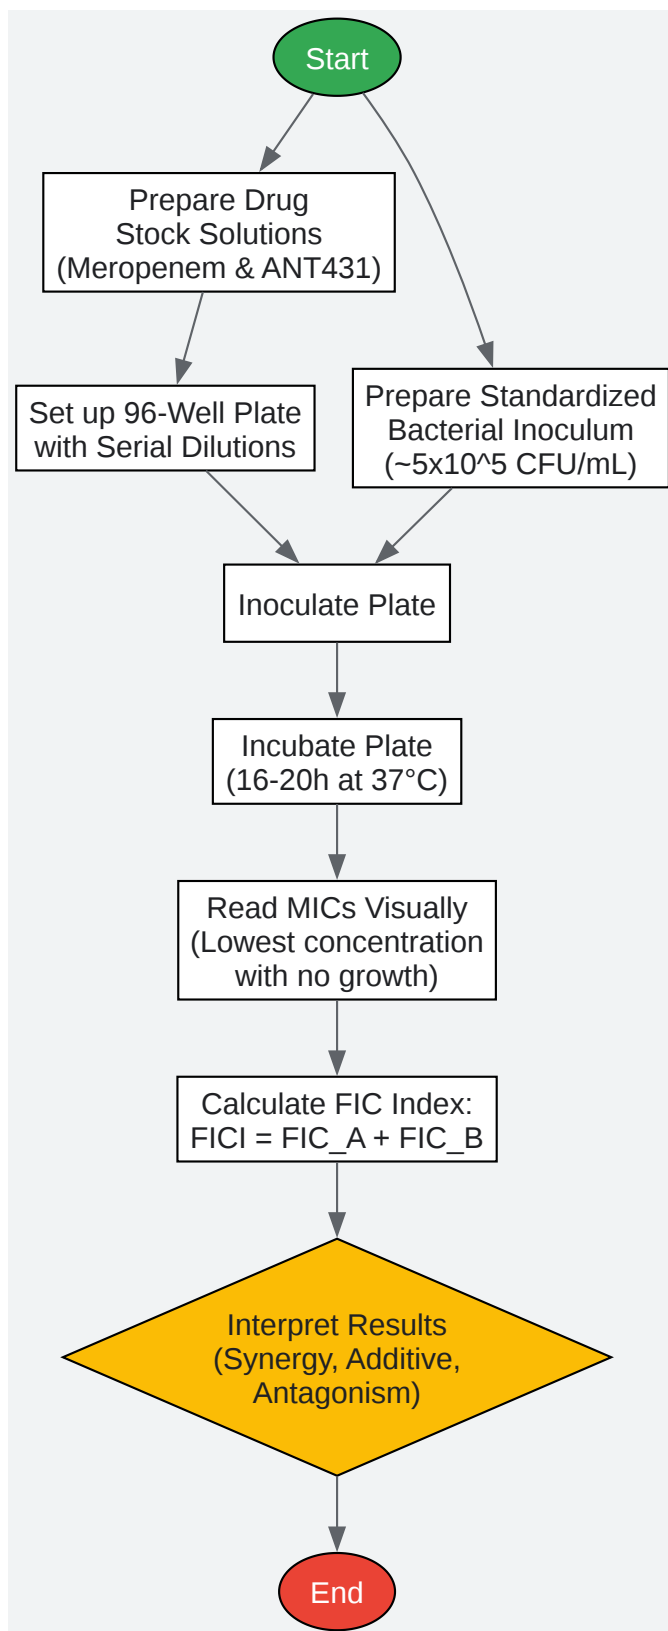 Start
Prepare Drug
Stock Solutions
(Meropenem & ANT431)
Set up 96-Well Plate
with Serial Dilutions
Prepare Standardized
Bacterial Inoculum
(~5x10^5 CFU/mL)
Inoculate Plate
Incubate Plate
(16-20h at 37°C)
Read MICs Visually
(Lowest concentration
with no growth)
Calculate FIC Index:
FICI = FIC_A + FIC_B
Interpret Results
(Synergy, Additive,
Antagonism)
End